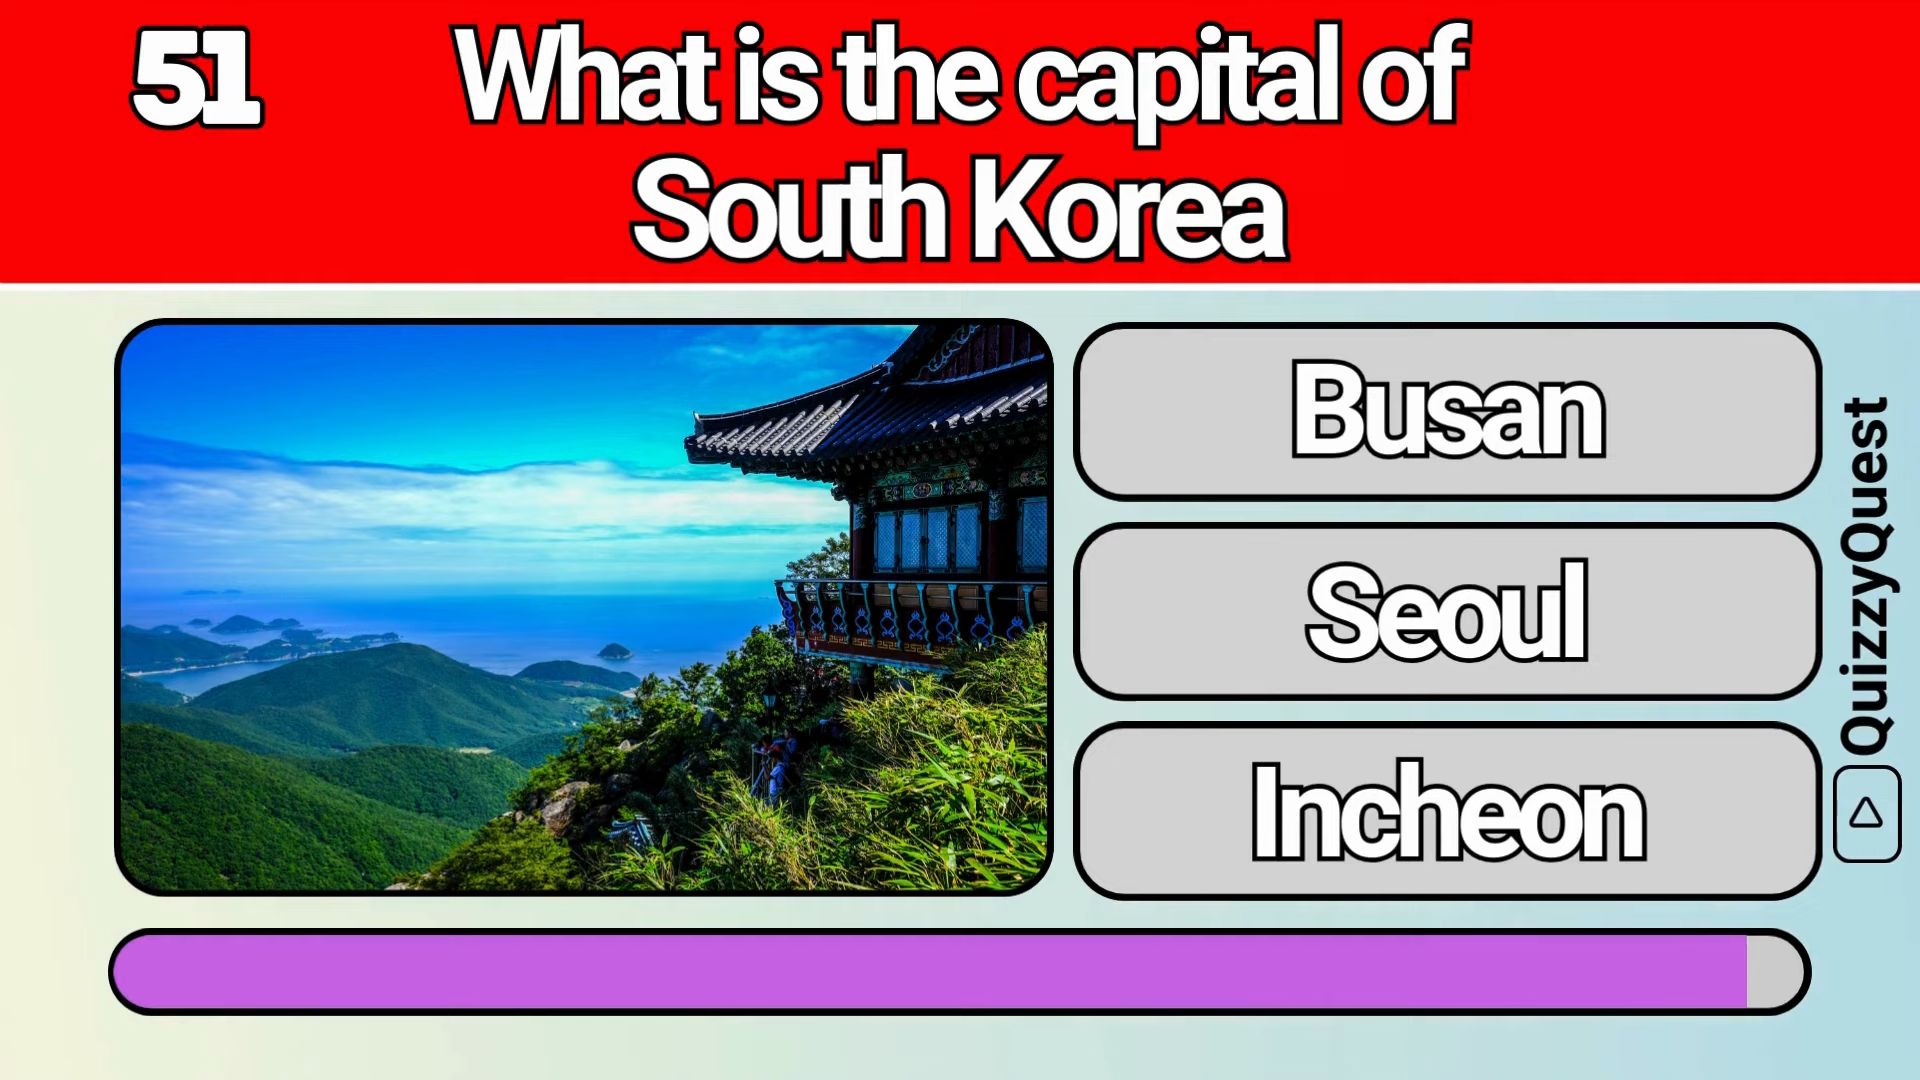 51
What is the capital of
South Korea
Busan
Seoul
Incheon
QuizzyQuest